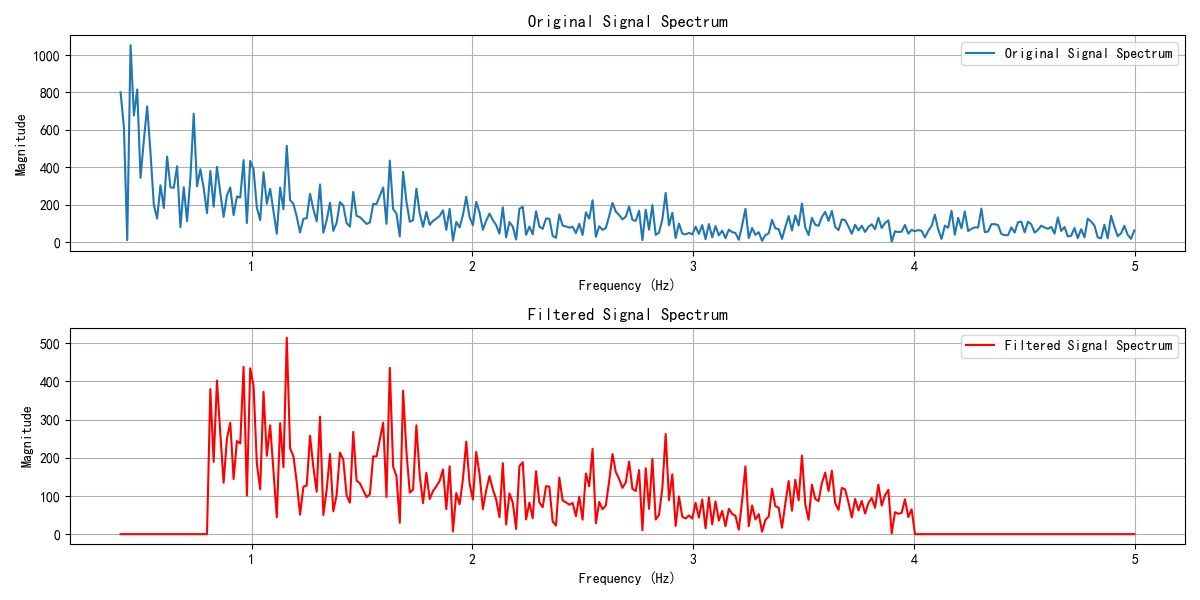 Original Signal Spectrum
Original Signal Spectrum
Magnitude
1000
800
600
400
200
0
1 2 3 4 5
Frequency (Hz)
Filtered Signal Spectrum
Filtered Signal Spectrum
Magnitude
500
400
300
200
100
0
1 2 3 4 5
Frequency (Hz)